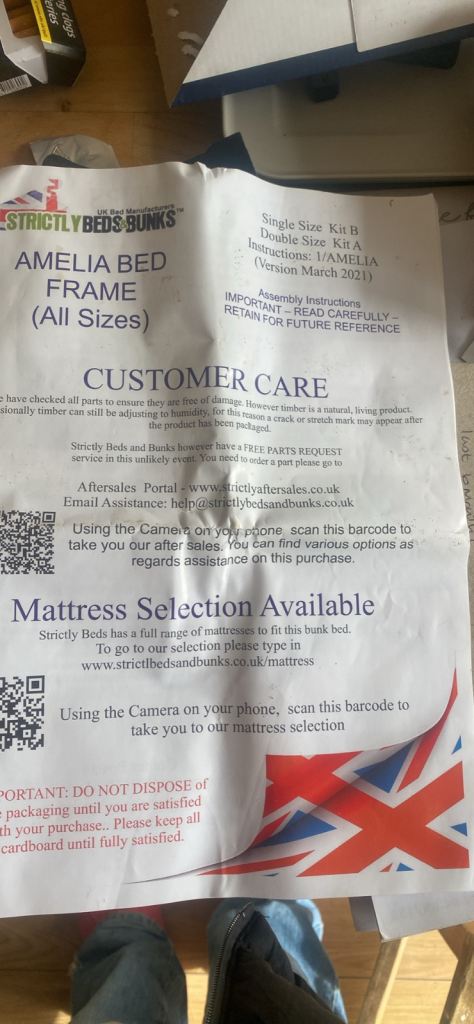 ng clogs
eries
UK Bed Manufacturers
STRICTLY BEDS&BUNKS™
AMELIA BED
FRAME
(All Sizes)
Single Size Kit B
Double Size Kit A
Instructions: 1/AMELIA
(Version March 2021)
Assembly Instructions
IMPORTANT – READ CAREFULLY –
RETAIN FOR FUTURE REFERENCE
CUSTOMER CARE
e have checked all parts to ensure they are free of damage. However timber is a natural, living product.
sionally timber can still be adjusting to humidity, for this reason a crack or stretch mark may appear after
the product has been packaged.
Strictly Beds and Bunks however have a FREE PARTS REQUEST
service in this unlikely event. You need to order a part please go to
Aftersales Portal - www.strictlyaftersales.co.uk
Email Assistance: help@strictlybedsandbunks.co.uk
Using the Camera on your phone scan this barcode to
take you our after sales. You can find various options as
regards assistance on this purchase.
Mattress Selection Available
Strictly Beds has a full range of mattresses to fit this bunk bed.
To go to our selection please type in
www.strictlbedsandbunks.co.uk/mattress
Using the Camera on your phone, scan this barcode to
take you to our mattress selection
PORTANT: DO NOT DISPOSE of
e packaging until you are satisfied
th your purchase.. Please keep all
cardboard until fully satisfied.